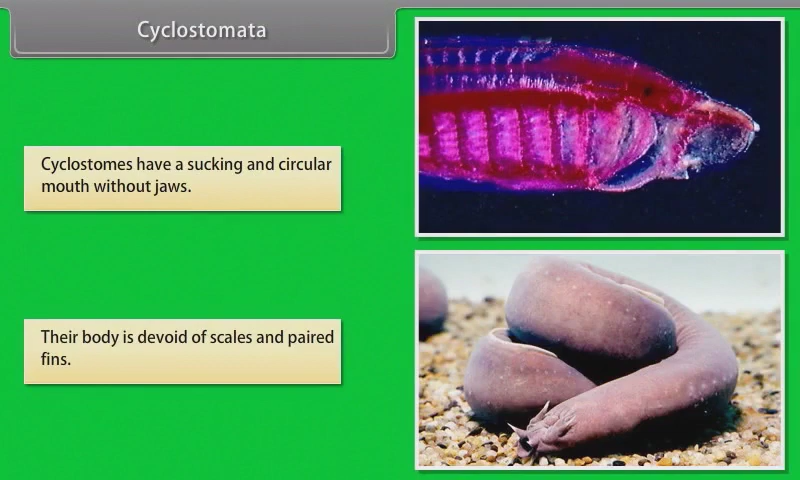 Cyclostomata
Cyclostomes have a sucking and circular
mouth without jaws.
Their body is devoid of scales and paired
fins.